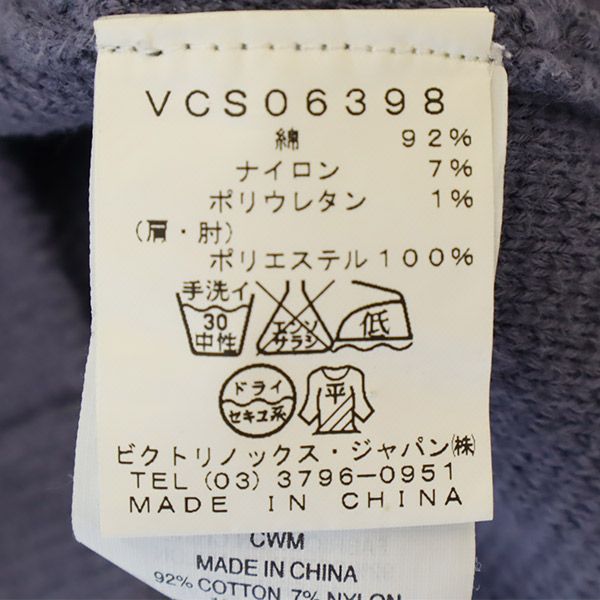 VCS06398
綿 92%
ナイロン 7%
ポリウレタン 1%
(肩・肘)
ポリエステル100%
手洗イ
30
中性
エンソ
サラシ
低
ドライ
セキユ系
平
ビクトリノックス・ジャパン㈱
TEL (03) 3796-0951
MADE IN CHINA
CWM
MADE IN CHINA
92% COTTON 7% NYLON